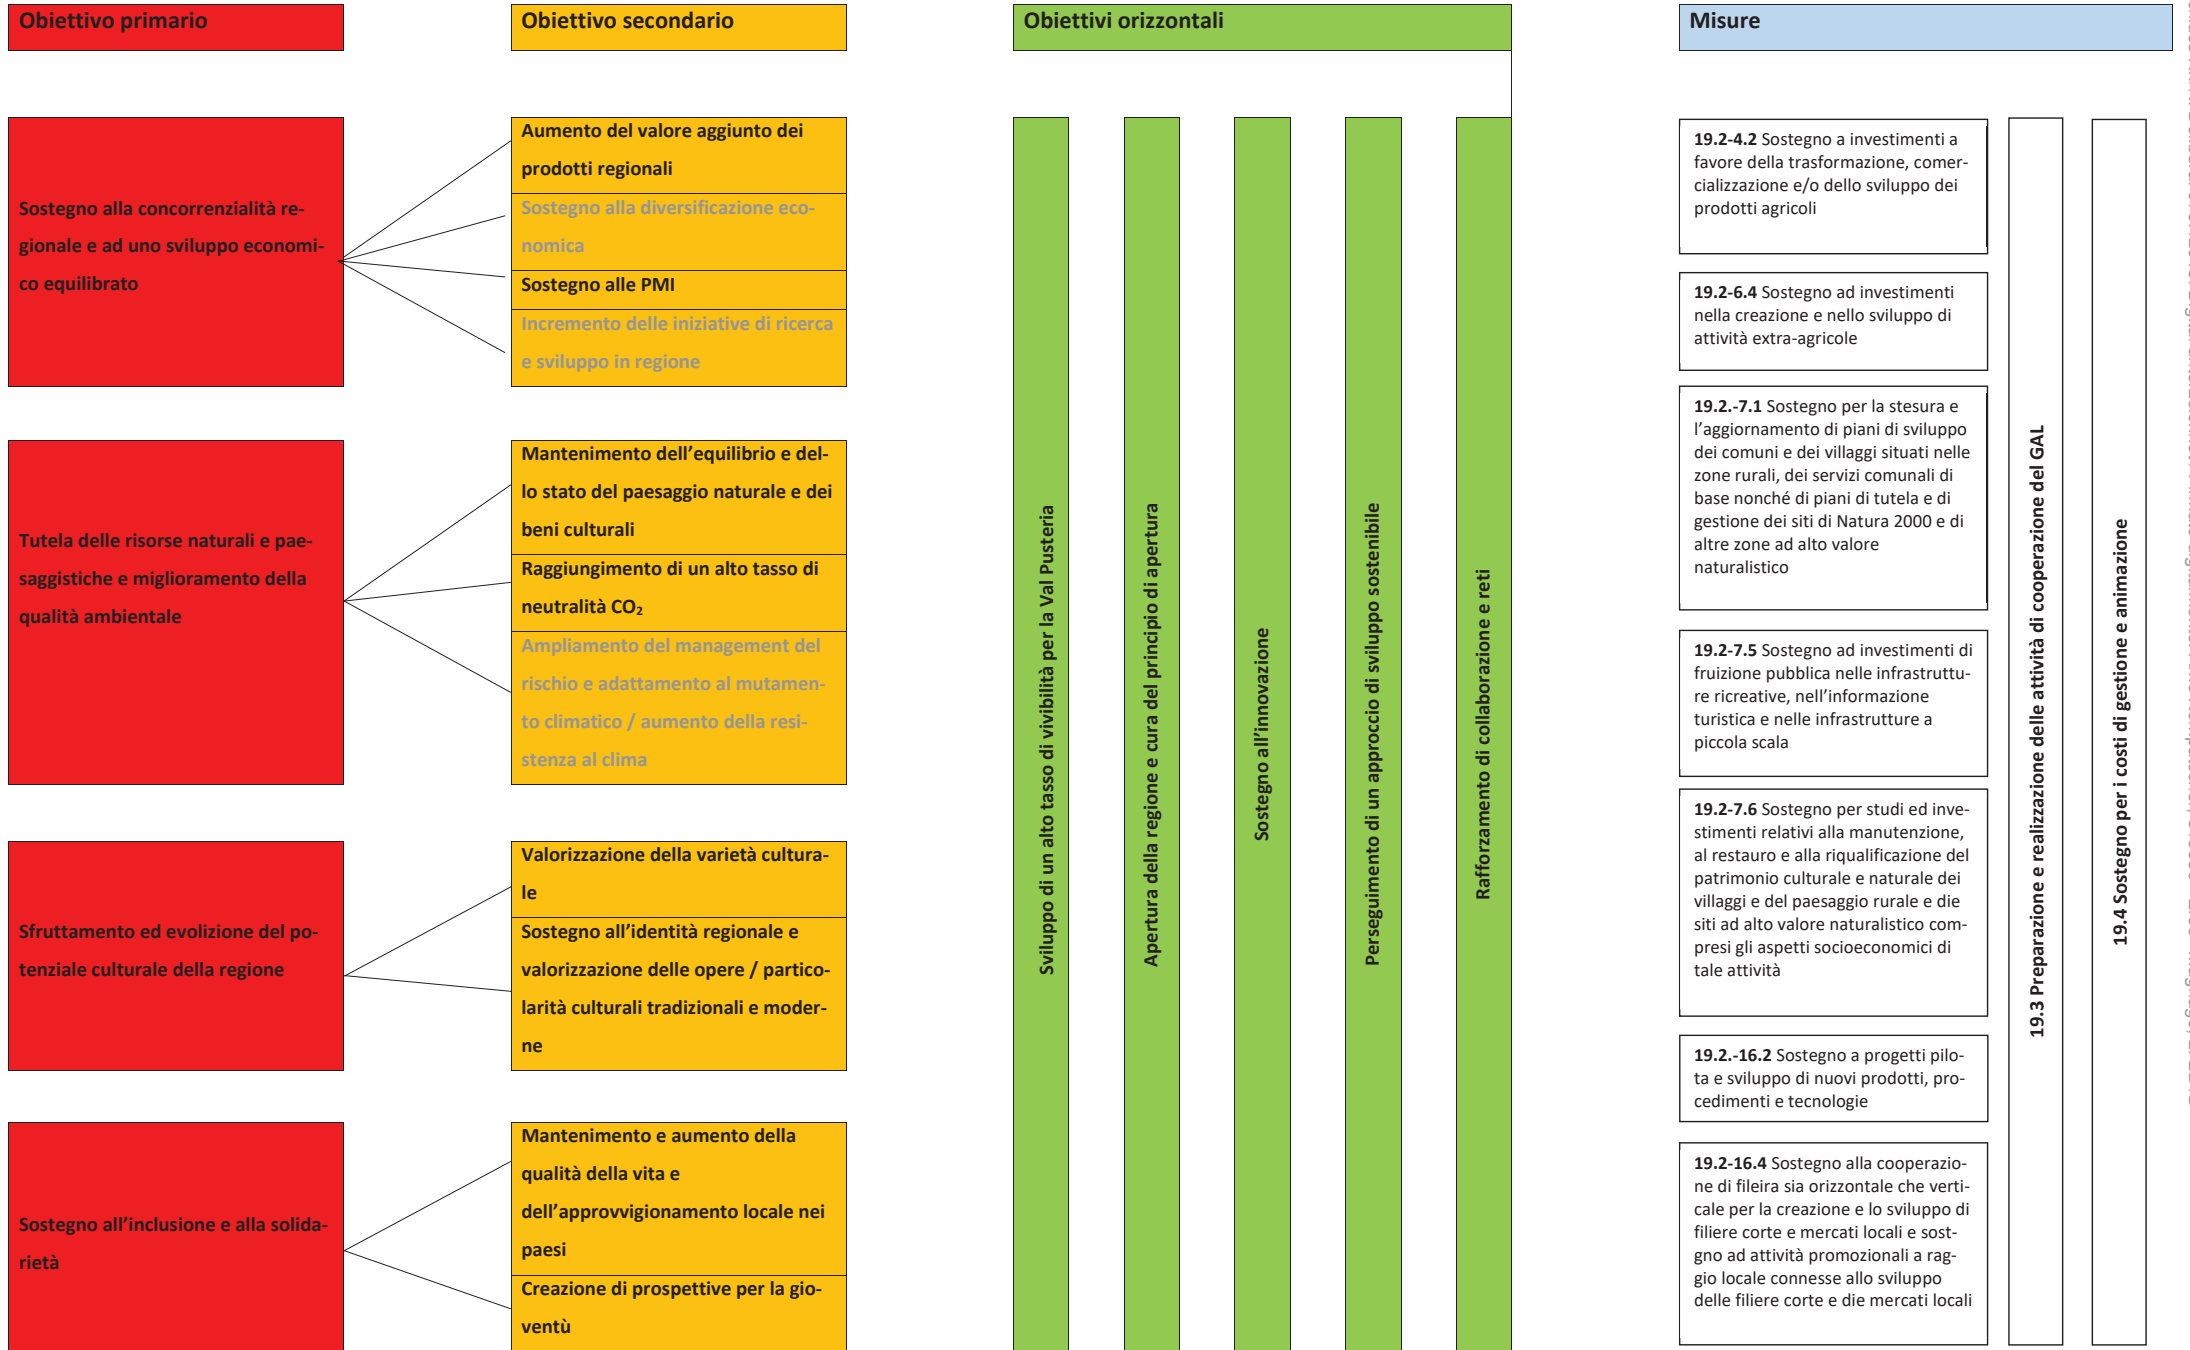 Obiettivo primario
Obiettivo secondario
Obiettivi orizzontali
Misure
Sostegno alla concorrenzialità re-
gionale e ad uno sviluppo economi-
co equilibrato
Aumento del valore aggiunto dei
prodotti regionali
Sostegno alla diversificazione eco-
nomica
Sostegno alle PMI
Incremento delle iniziative di ricerca
e sviluppo in regione
Tutela delle risorse naturali e pae-
saggistiche e miglioramento della
qualità ambientale
Mantenimento dell'equilibrio e del-
lo stato del paesaggio naturale e dei
beni culturali
Raggiungimento di un alto tasso di
neutralità CO₂
Ampliamento del management del
rischio e adattamento al mutamen-
to climatico / aumento della resi-
stenza al clima
Sfruttamento ed evolizione del po-
tenziale culturale della regione
Valorizzazione della varietà cultura-
le
Sostegno all'identità regionale e
valorizzazione delle opere / partico-
larità culturali tradizionali e moder-
ne
Sostegno all'inclusione e alla solida-
rietà
Mantenimento e aumento della
qualità della vita e
dell'approvvigionamento locale nei
paesi
Creazione di prospettive per la gio-
ventù
Sviluppo di un alto tasso di vivibilità per la Val Pusteria
Apertura della regione e cura del principio di apertura
Sostegno all'innovazione
Perseguimento di un approccio di sviluppo sostenibile
Rafforzamento di collaborazione e reti
19.2-4.2 Sostegno a investimenti a
favore della trasformazione, comer-
cializzazione e/o dello sviluppo dei
prodotti agricoli
19.2-6.4 Sostegno ad investimenti
nella creazione e nello sviluppo di
attività extra-agricole
19.2.-7.1 Sostegno per la stesura e
l'aggiornamento di piani di sviluppo
dei comuni e dei villaggi situati nelle
zone rurali, dei servizi comunali di
base nonché di piani di tutela e di
gestione dei siti di Natura 2000 e di
altre zone ad alto valore
naturalistico
19.2-7.5 Sostegno ad investimenti di
fruizione pubblica nelle infrastruttu-
re ricreative, nell'informazione
turistica e nelle infrastrutture a
piccola scala
19.2-7.6 Sostegno per studi ed inve-
stimenti relativi alla manutenzione,
al restauro e alla riqualificazione del
patrimonio culturale e naturale dei
villaggi e del paesaggio rurale e die
siti ad alto valore naturalistico com-
presi gli aspetti socioeconomici di
tale attività
19.2.-16.2 Sostegno a progetti pilo-
ta e sviluppo di nuovi prodotti, pro-
cedimenti e tecnologie
19.2-16.4 Sostegno alla cooperazio-
ne di fileira sia orizzontale che verti-
cale per la creazione e lo sviluppo di
filiere corte e mercati locali e sost-
gno ad attività promozionali a rag-
gio locale connesse allo sviluppo
delle filiere corte e die mercati locali
19.3 Preparazione e realizzazione delle attività di cooperazione del GAL
19.4 Sostegno per i costi di gestione e animazione